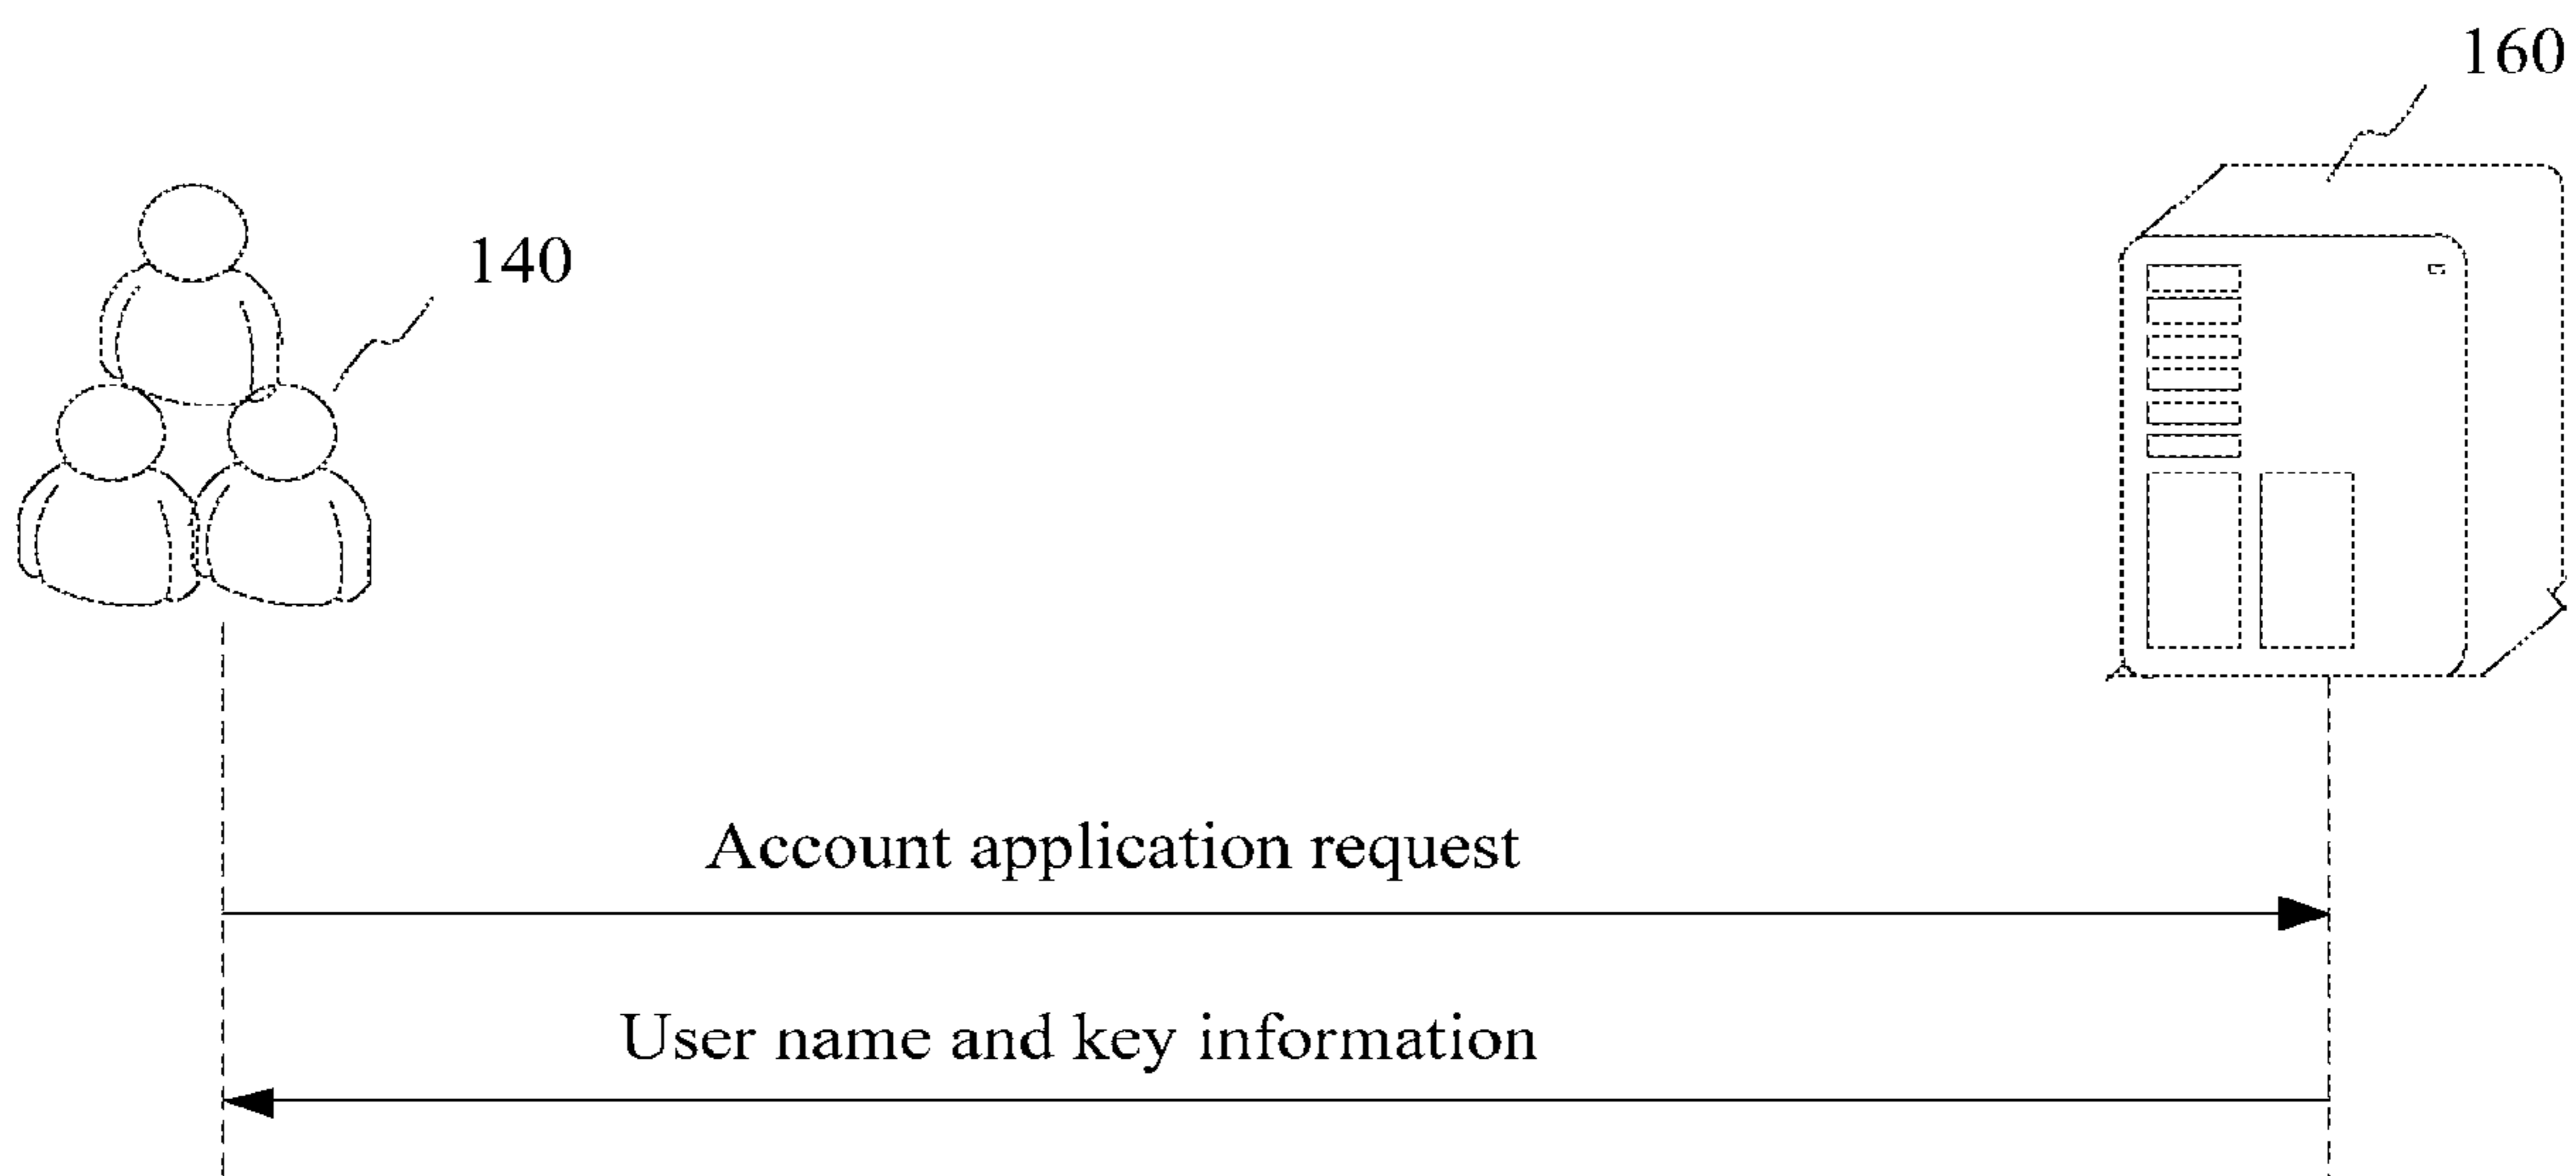 160
140
Account application request
User name and key information